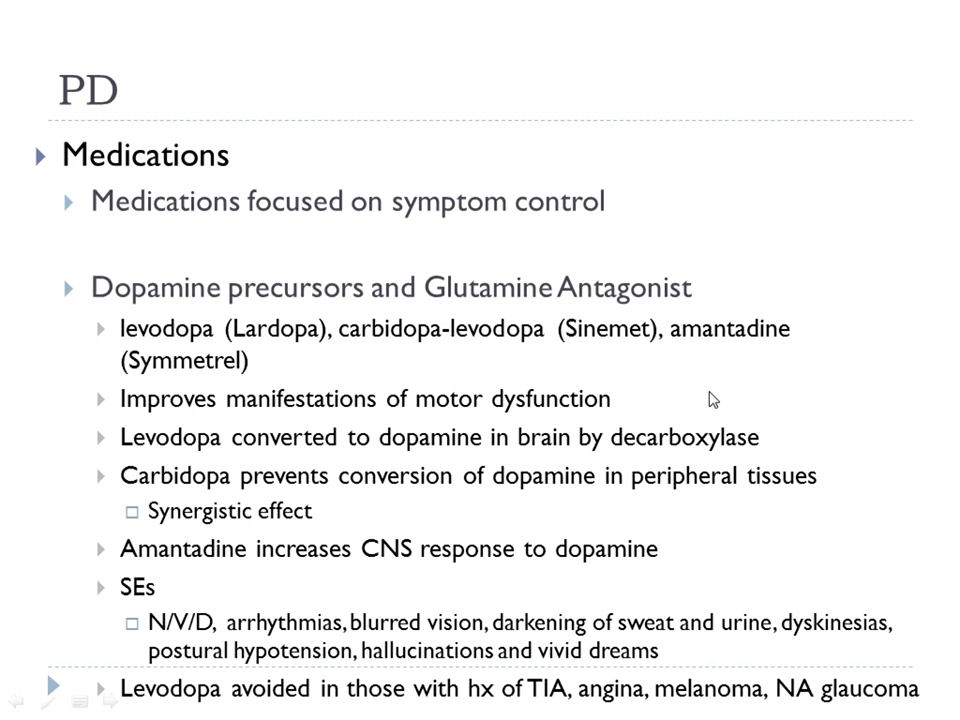 PD
Medications
Medications focused on symptom control
Dopamine precursors and Glutamine Antagonist
levodopa (Lardopa), carbidopa-levodopa (Sinemet), amantadine
(Symmetrel)
Improves manifestations of motor dysfunction
Levodopa converted to dopamine in brain by decarboxylase
Carbidopa prevents conversion of dopamine in peripheral tissues
Synergistic effect
Amantadine increases CNS response to dopamine
SEs
N/V/D, arrhythmias, blurred vision, darkening of sweat and urine, dyskinesias,
postural hypotension, hallucinations and vivid dreams
Levodopa avoided in those with hx of TIA, angina, melanoma, NA glaucoma